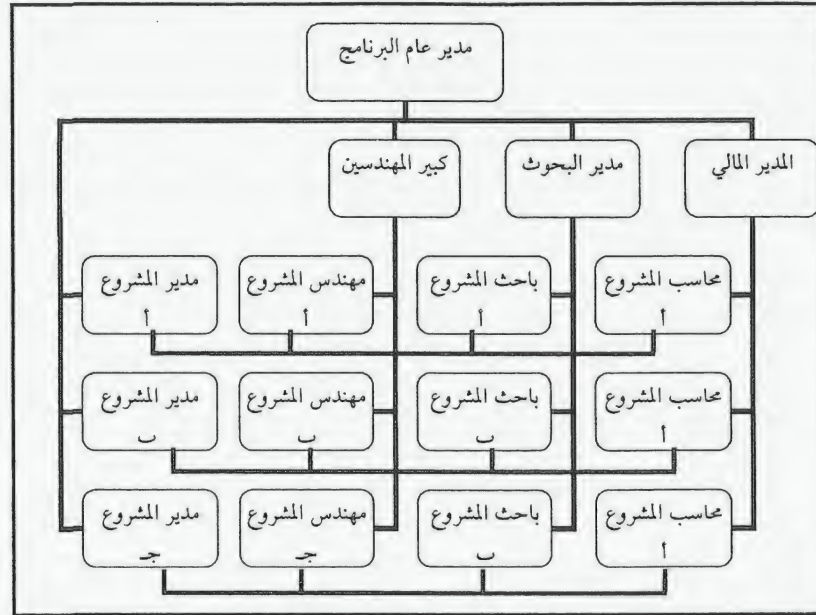 مدير عام البرنامج
المدير المالي
مدير البحوث
كبير المهندسين
محاسب المشروع
أ
باحث المشروع
أ
مهندس المشروع
أ
مدير المشروع
أ
محاسب المشروع
أ
باحث المشروع
ب
مهندس المشروع
ب
مدير المشروع
ب
محاسب المشروع
أ
باحث المشروع
ب
مهندس المشروع
جـ
مدير المشروع
جـ